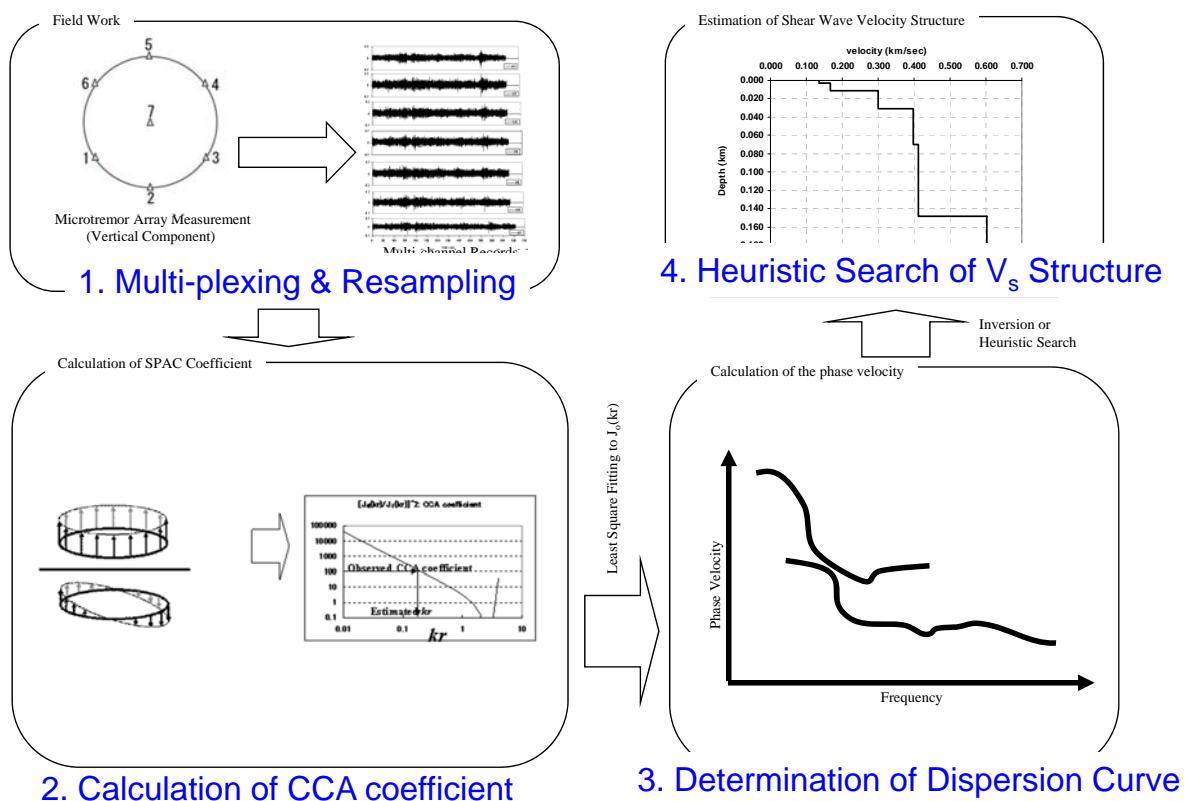 Field Work
5
6
4
7
1
3
2
Microtremor Array Measurement
(Vertical Component)
Multi-channel Records
1. Multi-plexing & Resampling
Estimation of Shear Wave Velocity Structure
velocity (km/sec)
0.000 0.100 0.200 0.300 0.400 0.500 0.600 0.700
Depth (km)
0.000
0.020
0.040
0.060
0.080
0.100
0.120
0.140
0.160
0.180
4. Heuristic Search of Vs Structure
Inversion or
Heuristic Search
Calculation of SPAC Coefficient
[J0(kr)/J1(kr)]^2: CCA coefficient
100000
10000
1000
100
10
1
0.1
Observed CCA coefficient
Estimated kr
0.01 0.1 1 10
kr
2. Calculation of CCA coefficient
Least Square Fitting to Jo(kr)
Calculation of the phase velocity
Phase Velocity
Frequency
3. Determination of Dispersion Curve